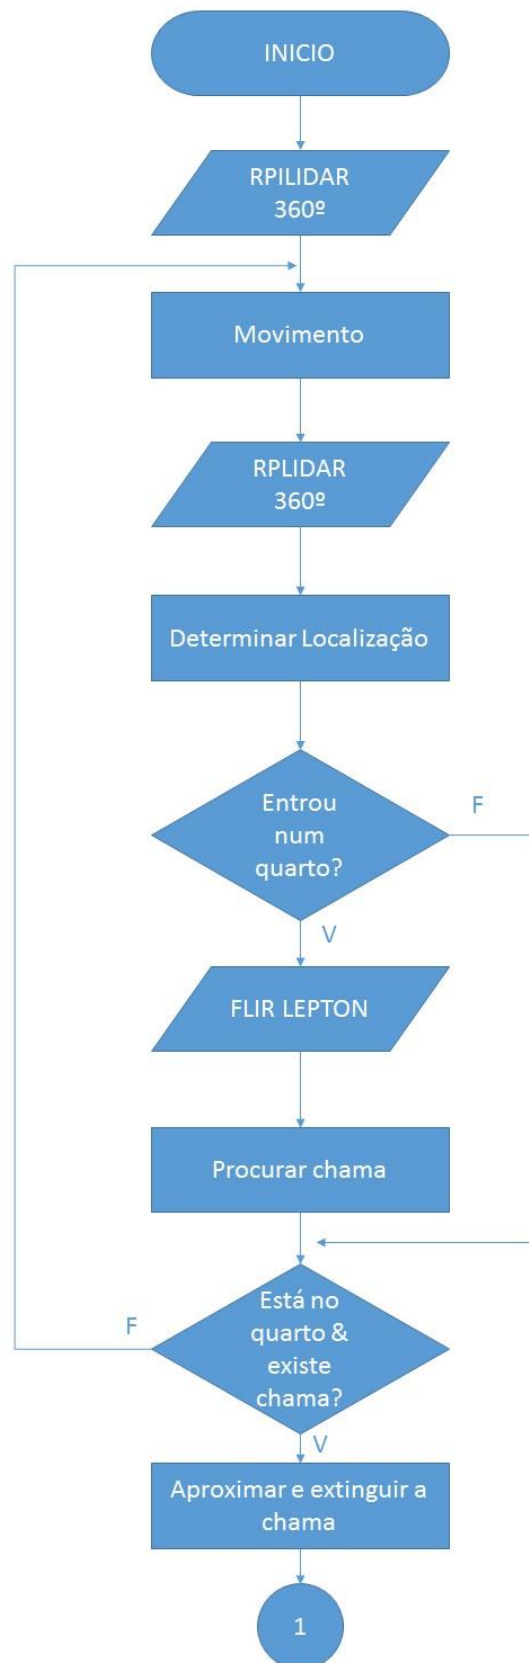 INICIO
RPILIDAR
360º
Movimento
RPLIDAR
360º
Determinar Localização
Entrou
num
quarto?
F
V
FLIR LEPTON
Procurar chama
Está no
quarto &
existe
chama?
F
V
Aproximar e extinguir a
chama
1